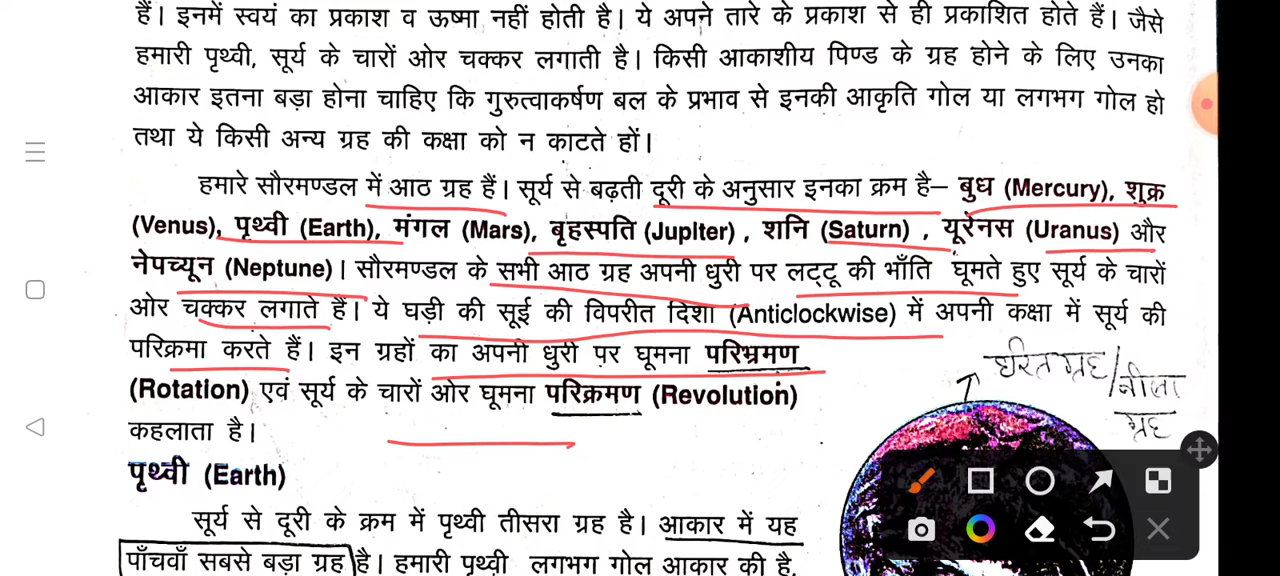 हैं। इनमें स्वयं का प्रकाश व ऊष्मा नहीं होती है। ये अपने तारे के प्रकाश से ही प्रकाशित होते हैं। जैसे
हमारी पृथ्वी, सूर्य के चारों ओर चक्कर लगाती है। किसी आकाशीय पिण्ड के ग्रह होने के लिए उनका
आकार इतना बड़ा होना चाहिए कि गुरुत्वाकर्षण बल के प्रभाव से इनकी आकृति गोल या लगभग गोल हो
तथा ये किसी अन्य ग्रह की कक्षा को न काटते हों।
हमारे सौरमण्डल में आठ ग्रह हैं। सूर्य से बढ़ती दूरी के अनुसार इनका क्रम है– बुध (Mercury), शुक्र
(Venus), पृथ्वी (Earth), मंगल (Mars), बृहस्पति (Jupiter), शनि (Saturn), यूरेनस (Uranus) और
नेपच्यून (Neptune)। सौरमण्डल के सभी आठ ग्रह अपनी धुरी पर लट्टू की भाँति घूमते हुए सूर्य के चारों
ओर चक्कर लगाते हैं। ये घड़ी की सूई की विपरीत दिशा (Anticlockwise) में अपनी कक्षा में सूर्य की
परिक्रमा करते हैं। इन ग्रहों का अपनी धुरी पर घूमना परिभ्रमण
(Rotation) एवं सूर्य के चारों ओर घूमना परिक्रमण (Revolution)
कहलाता है।
पृथ्वी (Earth)
सूर्य से दूरी के क्रम में पृथ्वी तीसरा ग्रह है। आकार में यह
पाँचवाँ सबसे बड़ा ग्रह है। हमारी पृथ्वी लगभग गोल आकार की है,
ग्रह/नीला
ग्रह